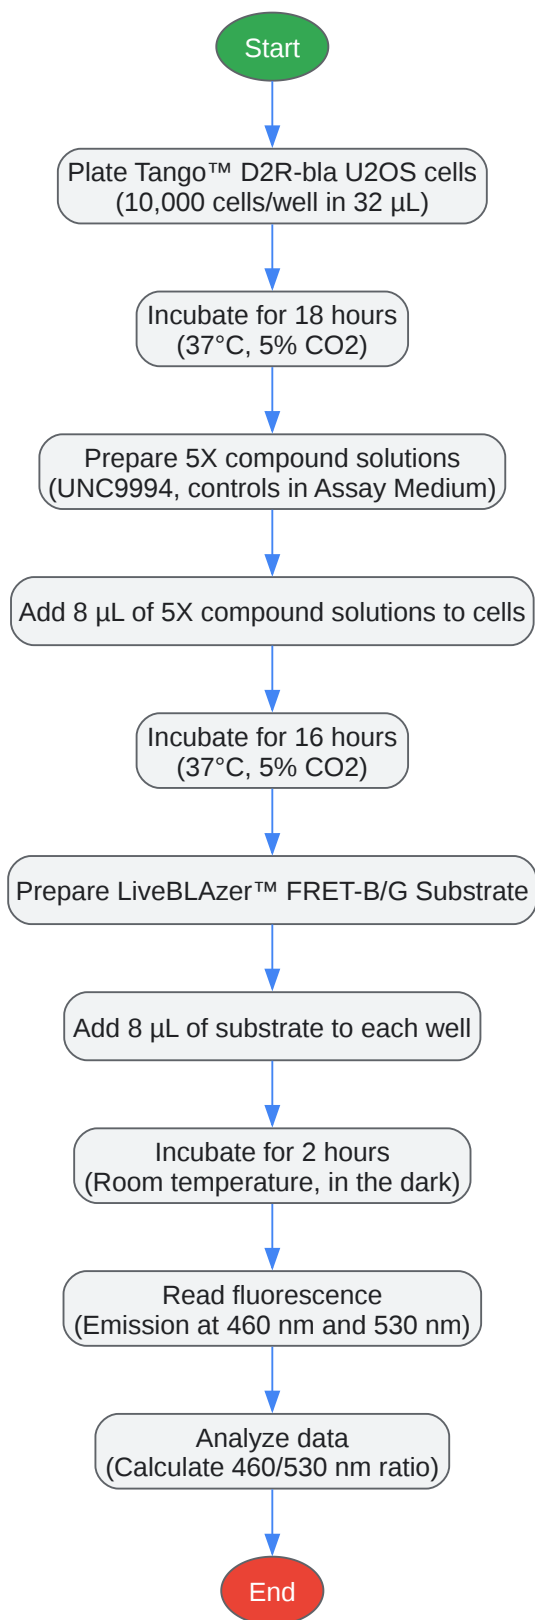 Start
Plate Tango™ D2R-bla U2OS cells
(10,000 cells/well in 32 µL)
Incubate for 18 hours
(37°C, 5% CO2)
Prepare 5X compound solutions
(UNC9994, controls in Assay Medium)
Add 8 µL of 5X compound solutions to cells
Incubate for 16 hours
(37°C, 5% CO2)
Prepare LiveBLAzer™ FRET-B/G Substrate
Add 8 µL of substrate to each well
Incubate for 2 hours
(Room temperature, in the dark)
Read fluorescence
(Emission at 460 nm and 530 nm)
Analyze data
(Calculate 460/530 nm ratio)
End